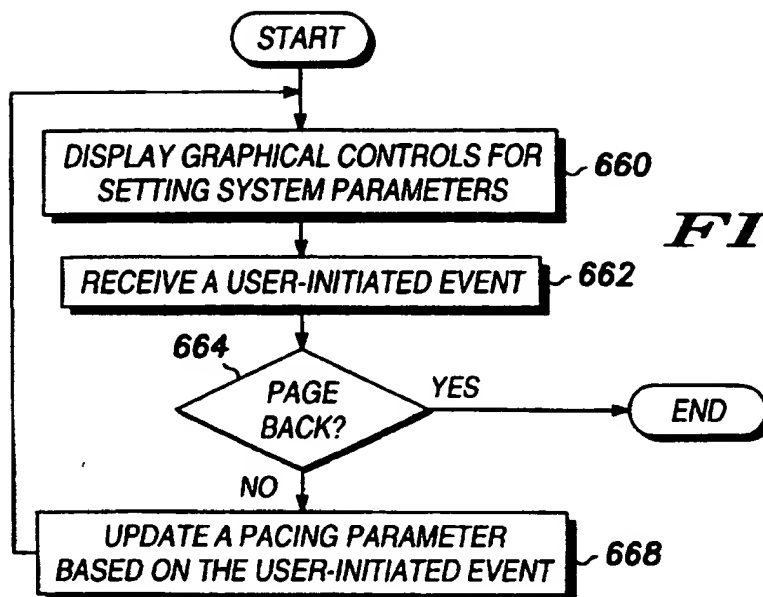 START
DISPLAY GRAPHICAL CONTROLS FOR
SETTING SYSTEM PARAMETERS
660
FI
RECEIVE A USER-INITIATED EVENT
662
664
PAGE
BACK?
YES
END
NO
UPDATE A PACING PARAMETER
BASED ON THE USER-INITIATED EVENT
668